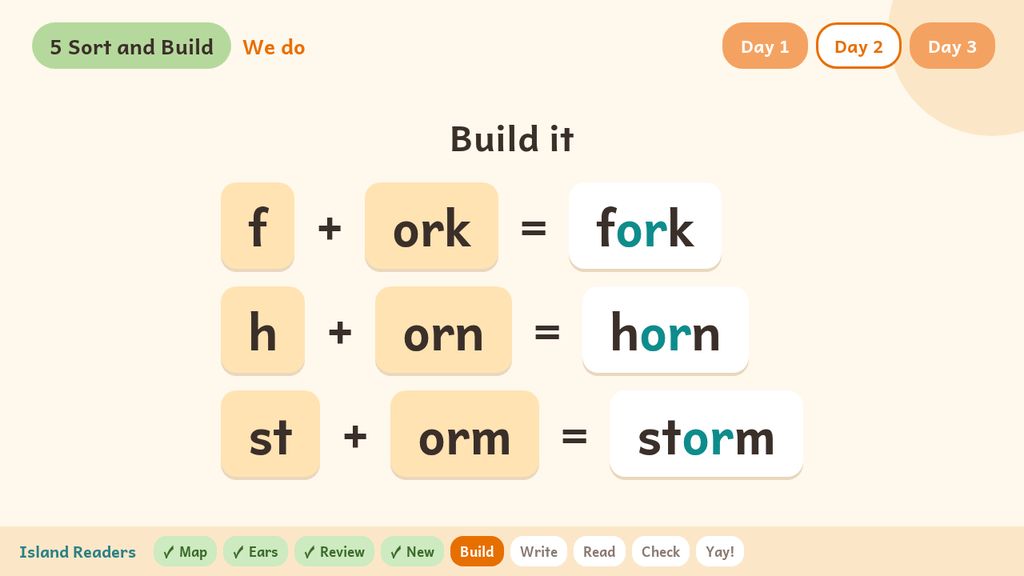 5 Sort and Build We do Day 1 Day 2 Day 3
Build it
f + ork = fork
h + orn = horn
st + orm = storm
Island Readers ✓ Map ✓ Ears ✓ Review ✓ New Build Write Read Check Yay!